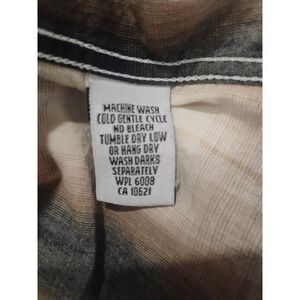 MACHINE WASH
COLD GENTLE CYCLE
NO BLEACH
TUMBLE DRY LOW
OR HANG DRY
WASH DARKS
SEPARATELY
WPL 6008
CA 10621